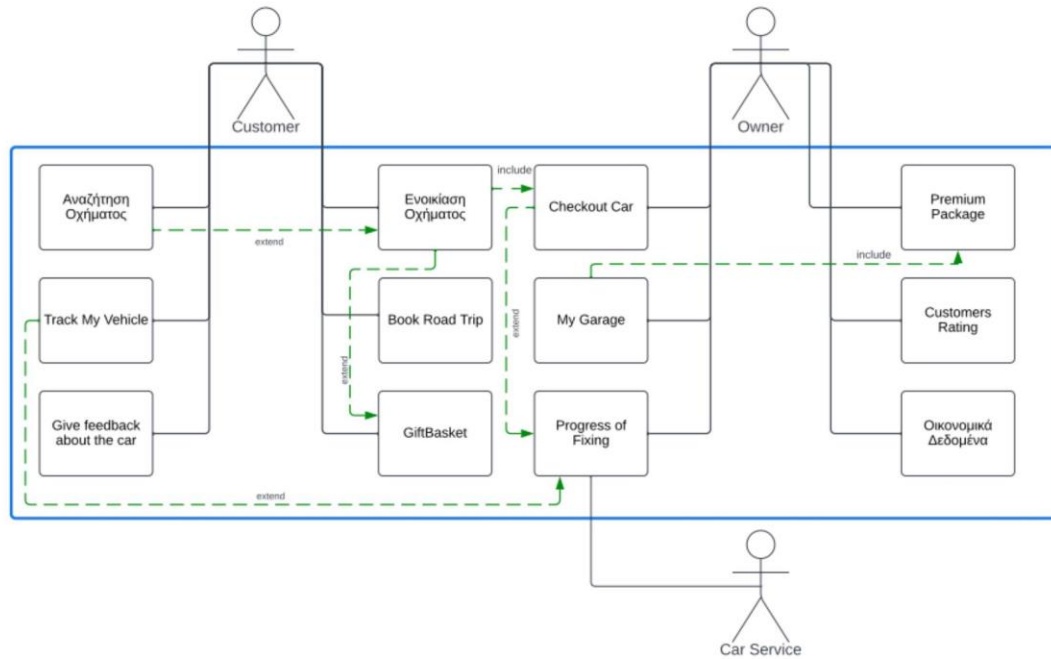 Customer
Owner
Αναζήτηση
Οχήματος
extend
Ενοικίαση
Οχήματος
include
Checkout Car
Premium
Package
include
Track My Vehicle
Book Road Trip
extend
My Garage
extend
Customers
Rating
Give feedback
about the car
GiftBasket
Progress of
Fixing
Οικονομικά
Δεδομένα
extend
Car Service